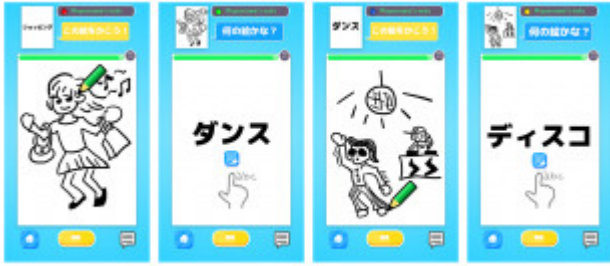 ショッピング
この絵をかこう!
何の絵かな?
ダンス
abc
ダンス
この絵をかこう!
何の絵かな?
ディスコ
abc